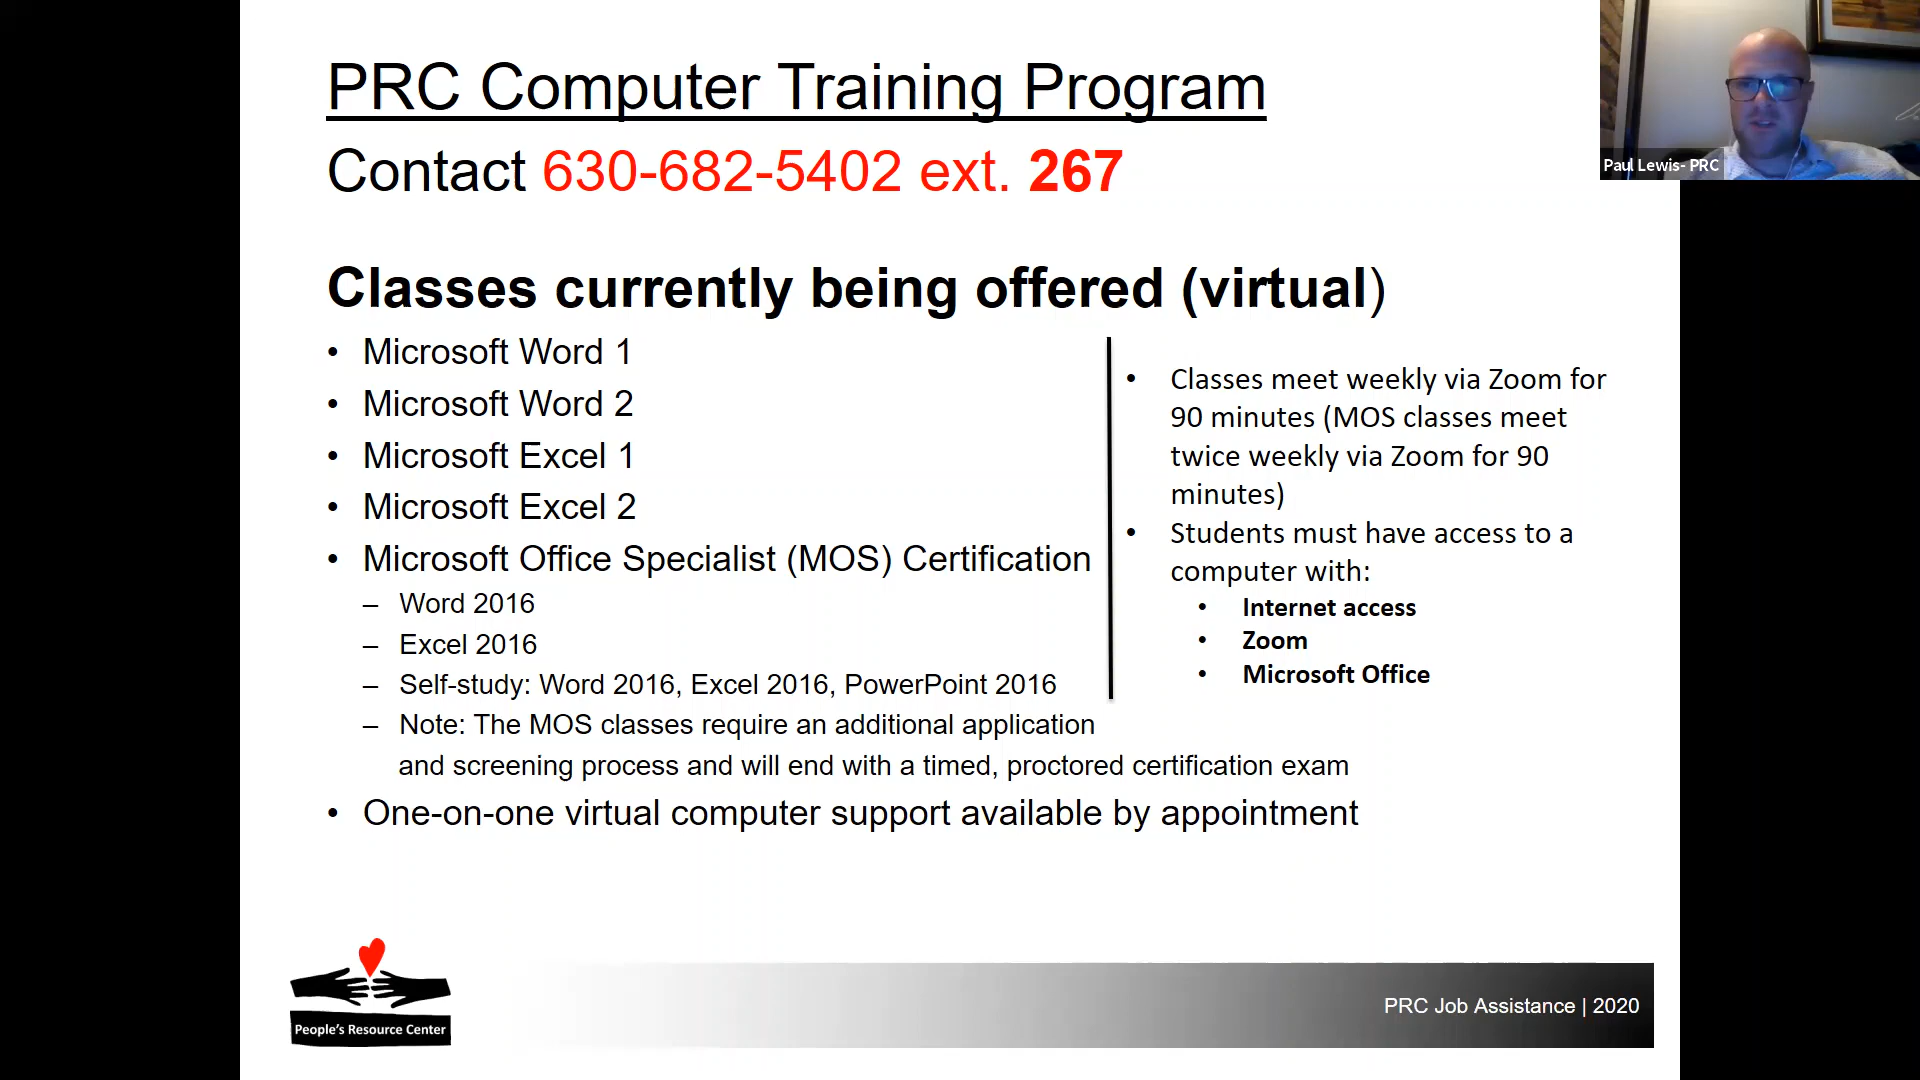 PRC Computer Training Program
Contact 630-682-5402 ext. 267
Paul Lewis- PRC
Classes currently being offered (virtual)
• Microsoft Word 1
• Microsoft Word 2
• Microsoft Excel 1
• Microsoft Excel 2
• Microsoft Office Specialist (MOS) Certification
– Word 2016
– Excel 2016
– Self-study: Word 2016, Excel 2016, PowerPoint 2016
– Note: The MOS classes require an additional application
and screening process and will end with a timed, proctored certification exam
• One-on-one virtual computer support available by appointment
• Classes meet weekly via Zoom for
90 minutes (MOS classes meet
twice weekly via Zoom for 90
minutes)
• Students must have access to a
computer with:
• Internet access
• Zoom
• Microsoft Office
People's Resource Center
PRC Job Assistance | 2020